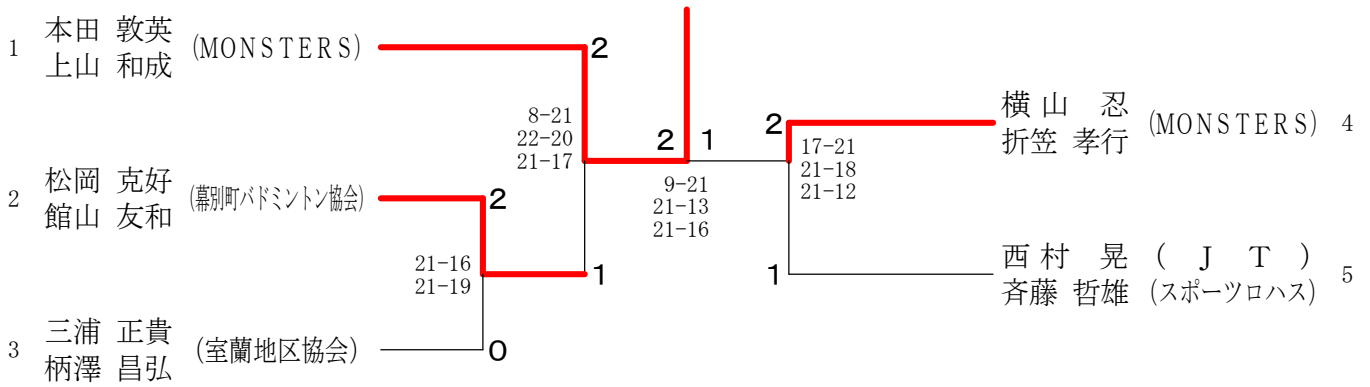 1 本田 敦英 (MONSTERS)
上山 和成
2
8-21
22-20
21-17
2 1
9-21
21-13
21-16
2 松岡 克好 (幕別町バドミントン協会)
館山 友和
2
21-16
21-19
1
3 三浦 正貴 (室蘭地区協会)
柄澤 昌弘
0
横山 忍 (MONSTERS) 4
折笠 孝行
2
17-21
21-18
21-12
1
西村 晃 (JT) 5
斉藤 哲雄 (スポーツロハス)